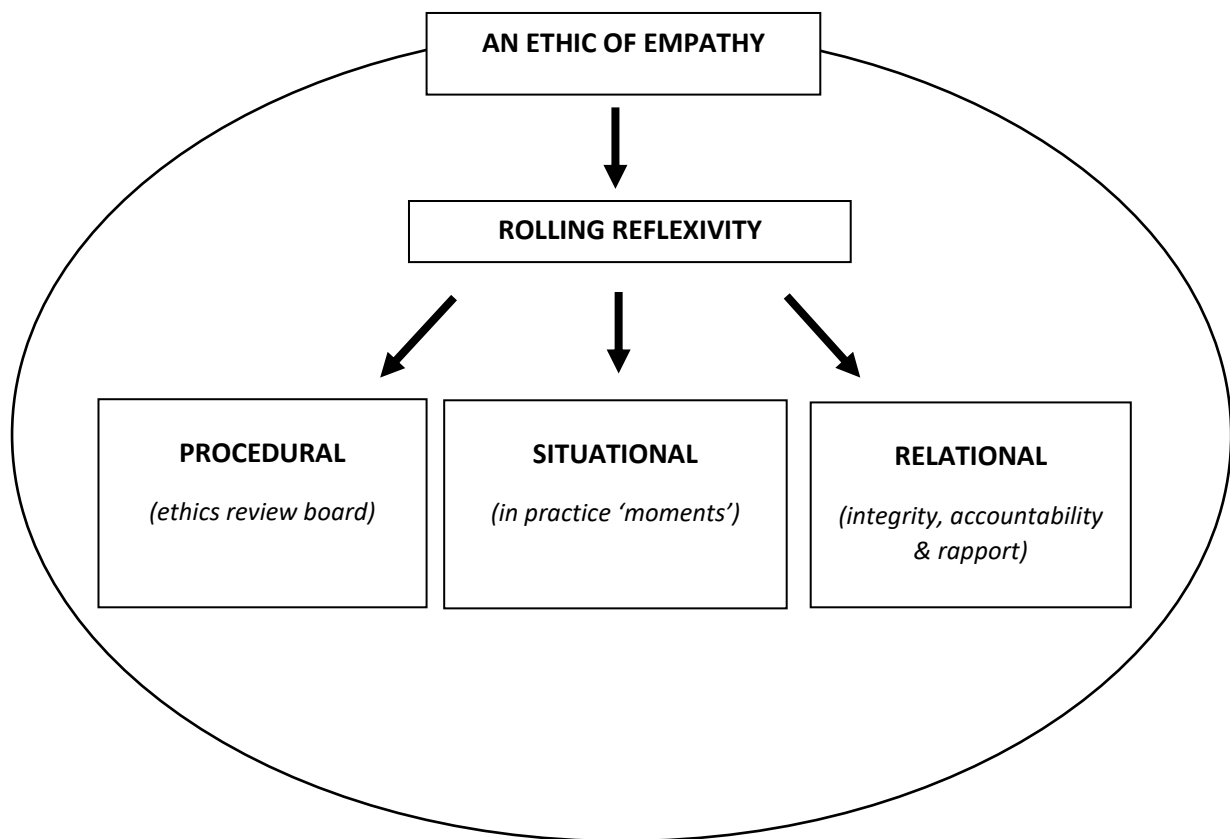 AN ETHIC OF EMPATHY
ROLLING REFLEXIVITY
PROCEDURAL
(ethics review board)
SITUATIONAL
(in practice ‘moments’)
RELATIONAL
(integrity, accountability
& rapport)